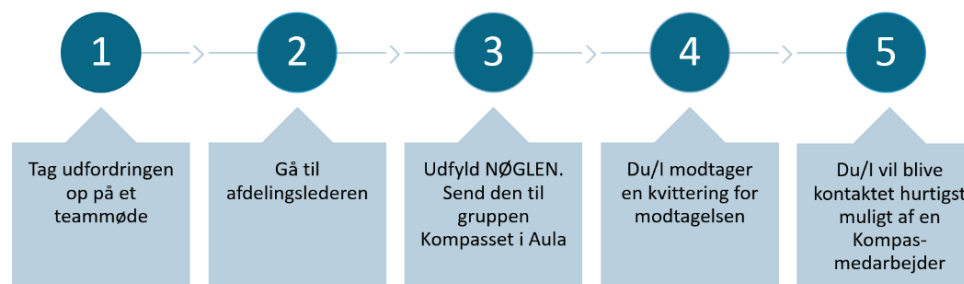 1
2
3
4
5
Tag udfordringen
op på et
teammøde
Gå til
afdelingslederen
Udfyld NØGLEN.
Send den til
gruppen
Kompasset i Aula
Du/I modtager
en kvittering for
modtagelsen
Du/I vil blive
kontaktet hurtigst
muligt af en
Kompas-
medarbejder